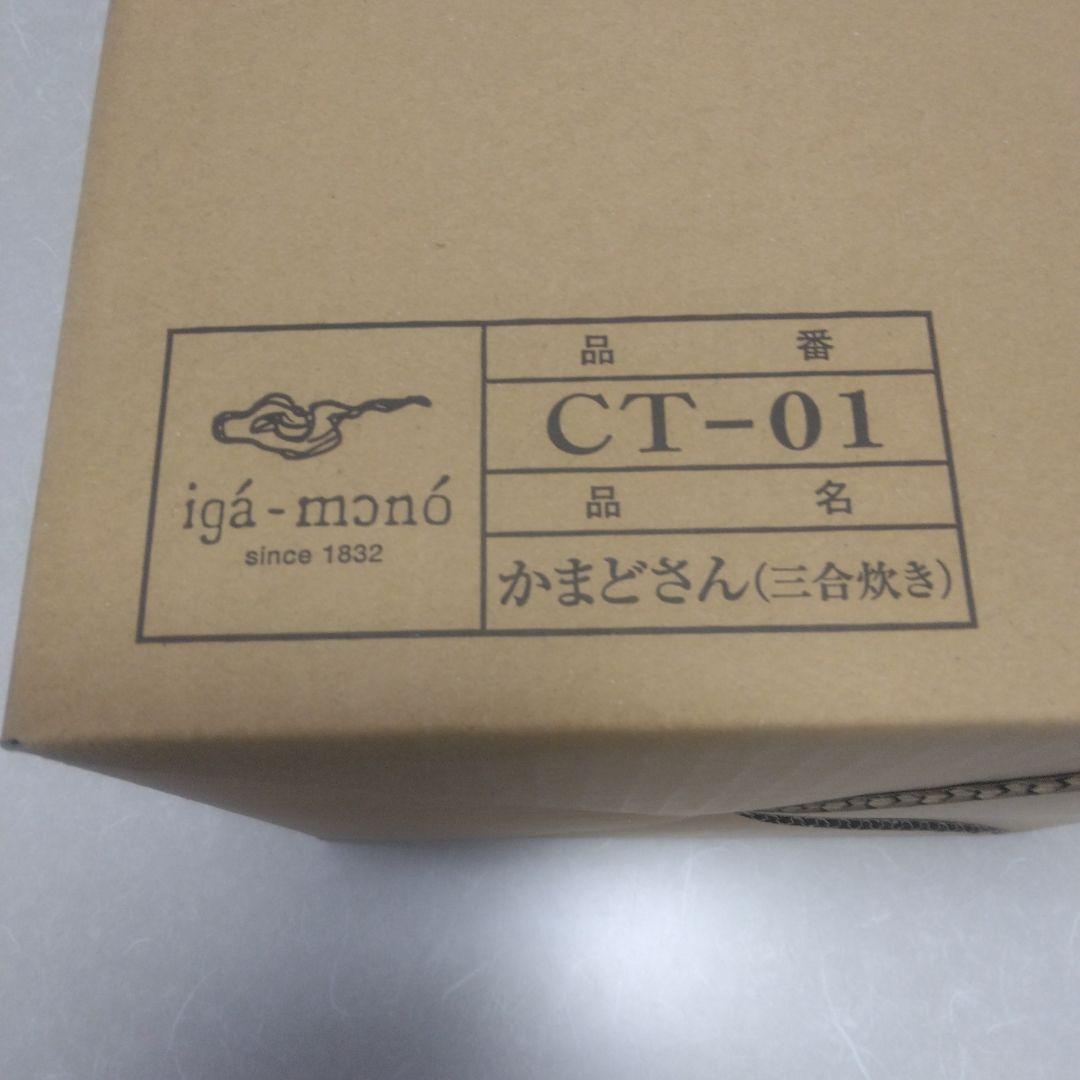 igá-mɔnó
since 1832
品番
CT-01
品名
かまどさん(三合炊き)